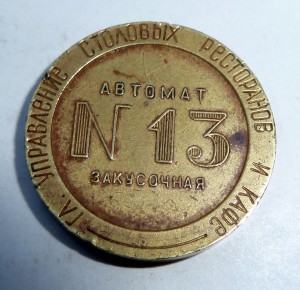 ГЛ. УПРАВЛЕНИЕ СТОЛОВЫХ РЕСТОРАНОВ И КАФЕ
АВТОМАТ
N 13
ЗАКУСОЧНАЯ